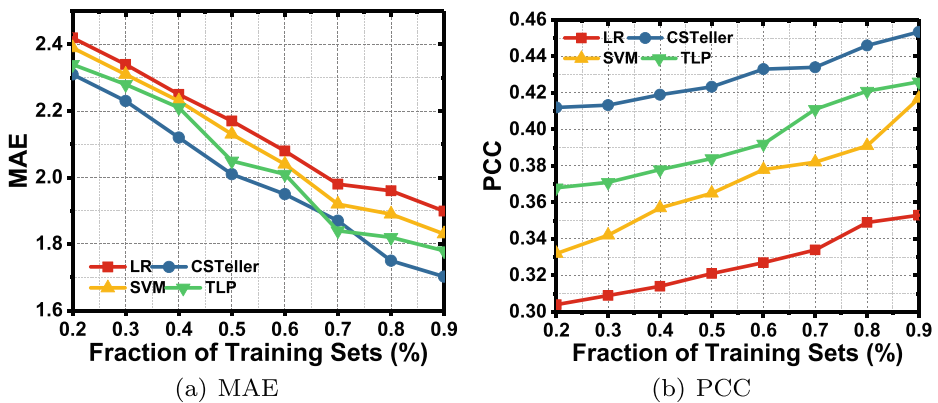 MAE
2.4
2.2
2.0
1.8
1.6
LR CSTeller
SVM TLP
0.2 0.3 0.4 0.5 0.6 0.7 0.8 0.9
Fraction of Training Sets (%)
(a) MAE
PCC
0.46
0.44
0.42
0.40
0.38
0.36
0.34
0.32
0.30
LR CSTeller
SVM TLP
0.2 0.3 0.4 0.5 0.6 0.7 0.8 0.9
Fraction of Training Sets (%)
(b) PCC